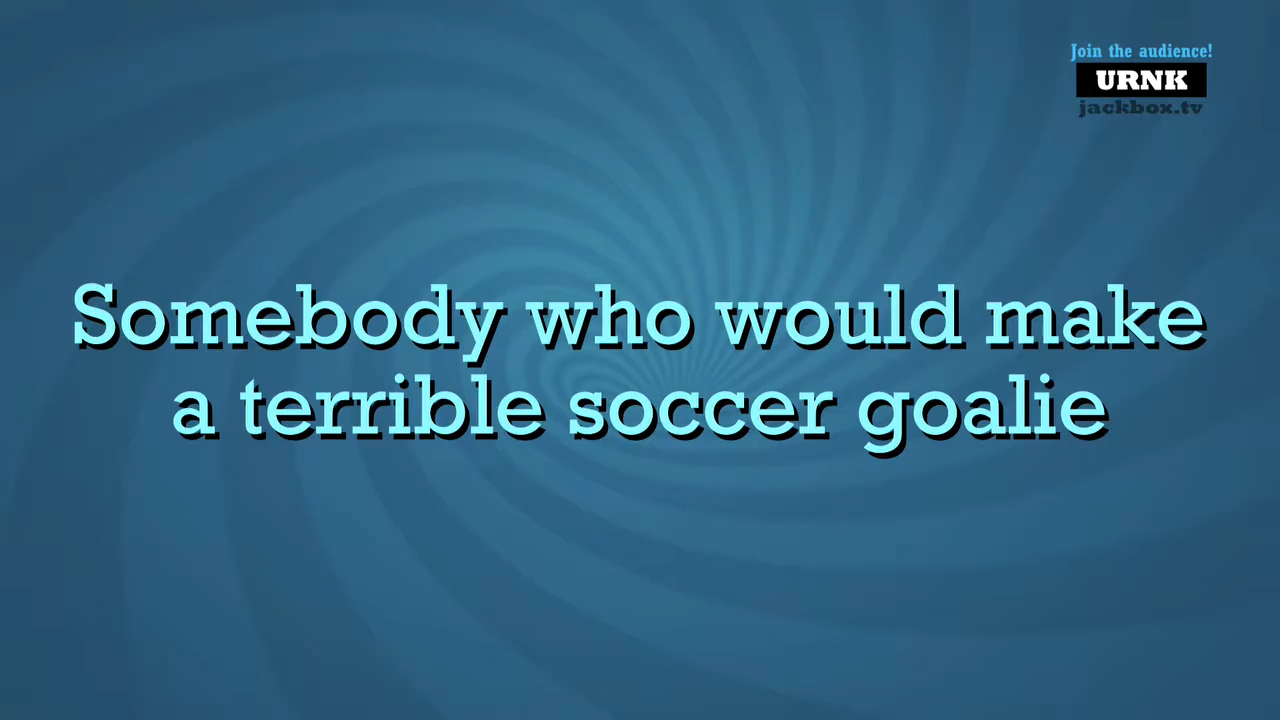 Join the audience!
URNK
jackbox.tv
Somebody who would make
a terrible soccer goalie